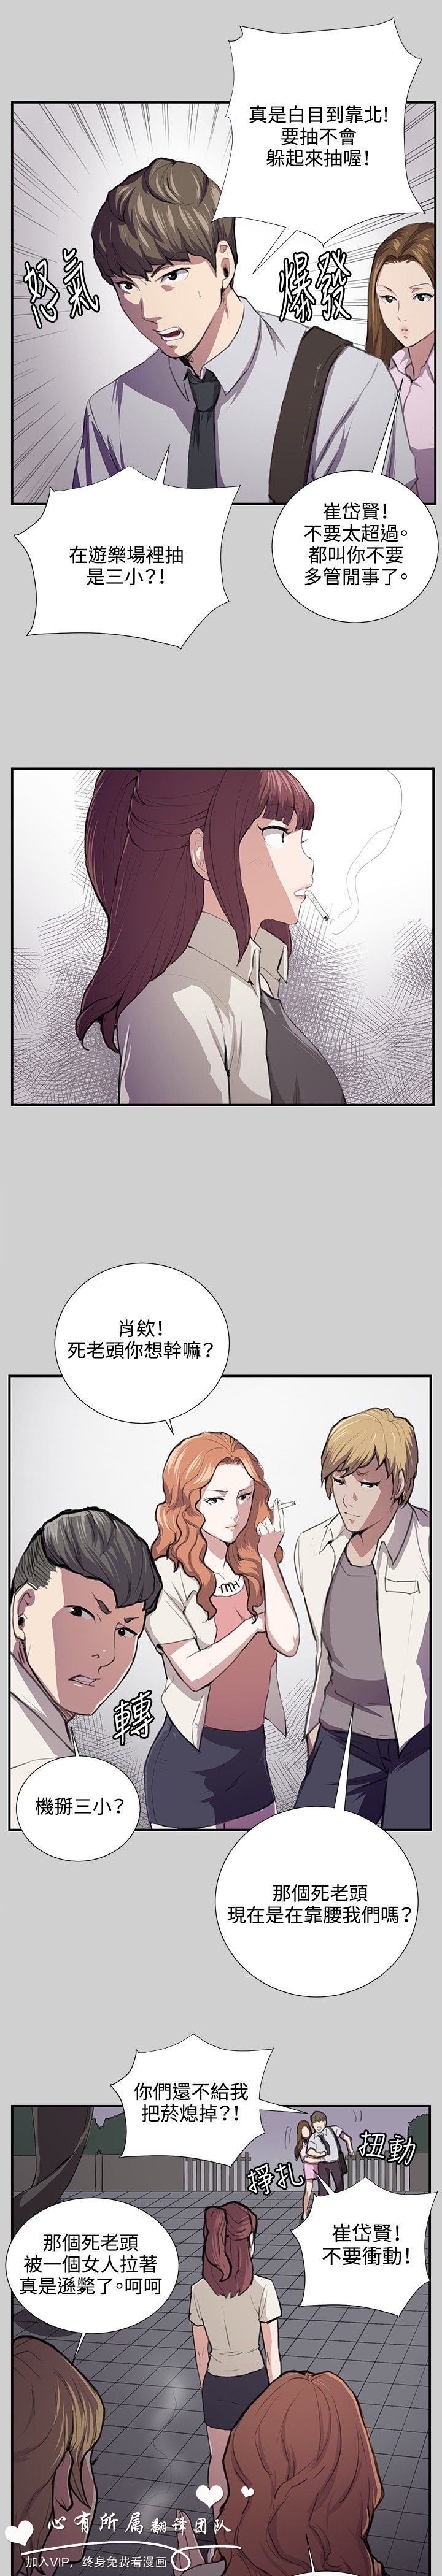 真是白目到靠北!
要抽不會
躲起來抽喔!
怒氣
爆發
在遊樂場裡抽
是三小?!
崔岱賢!
不要太超過。
都叫你不要
多管閒事了。
肖欸!
死老頭你想幹嘛?
MH
轉
機掰三小?
那個死老頭
現在是在靠腰我們嗎?
你們還不給我
把菸熄掉?!
掙扎
扭動
崔岱賢!
不要衝動!
那個死老頭
被一個女人拉著
真是遜斃了。呵呵
心有所属翻译团队
加入VIP，终身免费看漫画